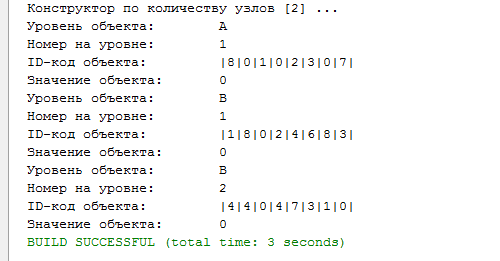 Конструктор по количеству узлов [2] ...
Уровень объекта: A
Номер на уровне: 1
ID-код объекта: |8|0|1|0|2|3|0|7|
Значение объекта: 0
Уровень объекта: B
Номер на уровне: 1
ID-код объекта: |1|8|0|2|4|6|8|3|
Значение объекта: 0
Уровень объекта: B
Номер на уровне: 2
ID-код объекта: |4|4|0|4|7|3|1|0|
Значение объекта: 0
BUILD SUCCESSFUL (total time: 3 seconds)